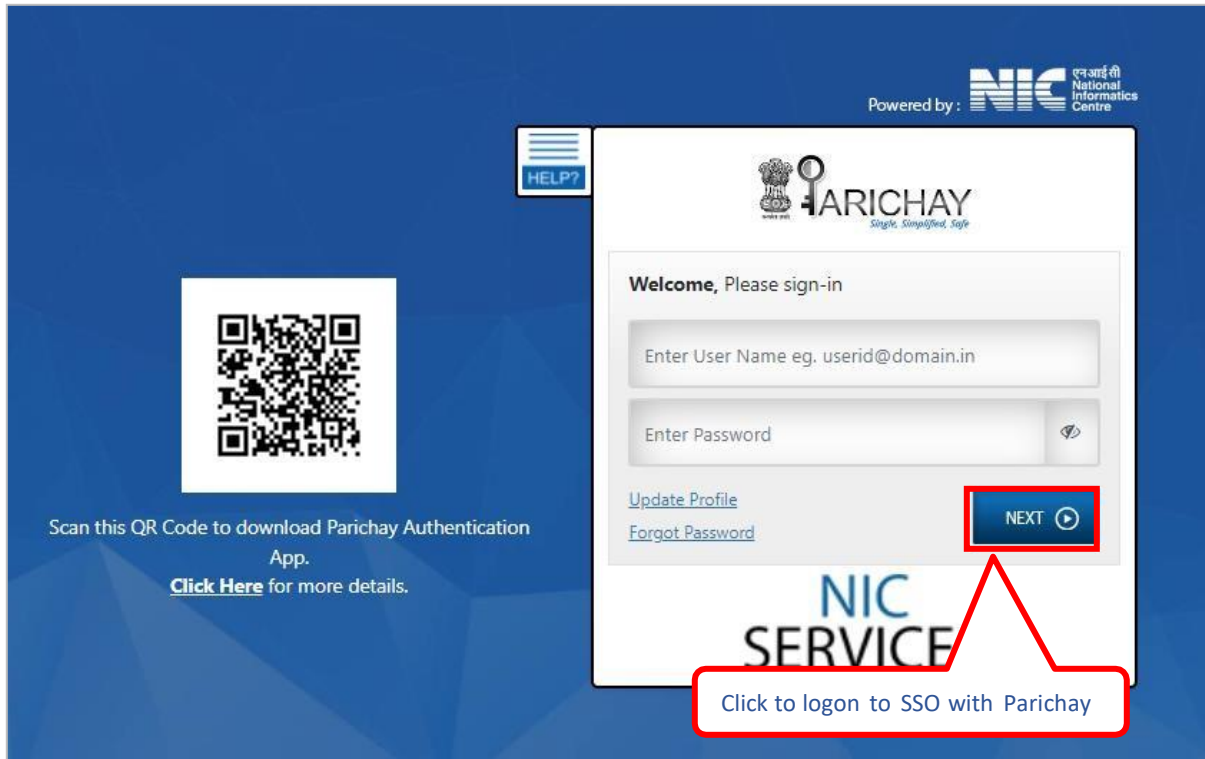 Powered by :
NIC
एन आई सी
National
Informatics
Centre
HELP?
PARICHAY
Single, Simplified, Safe
Welcome, Please sign-in
Enter User Name eg. userid@domain.in
Enter Password
Update Profile
Forgot Password
NEXT
Scan this QR Code to download Parichay Authentication
App.
Click Here for more details.
NIC
SERVICE
Click to logon to SSO with Parichay